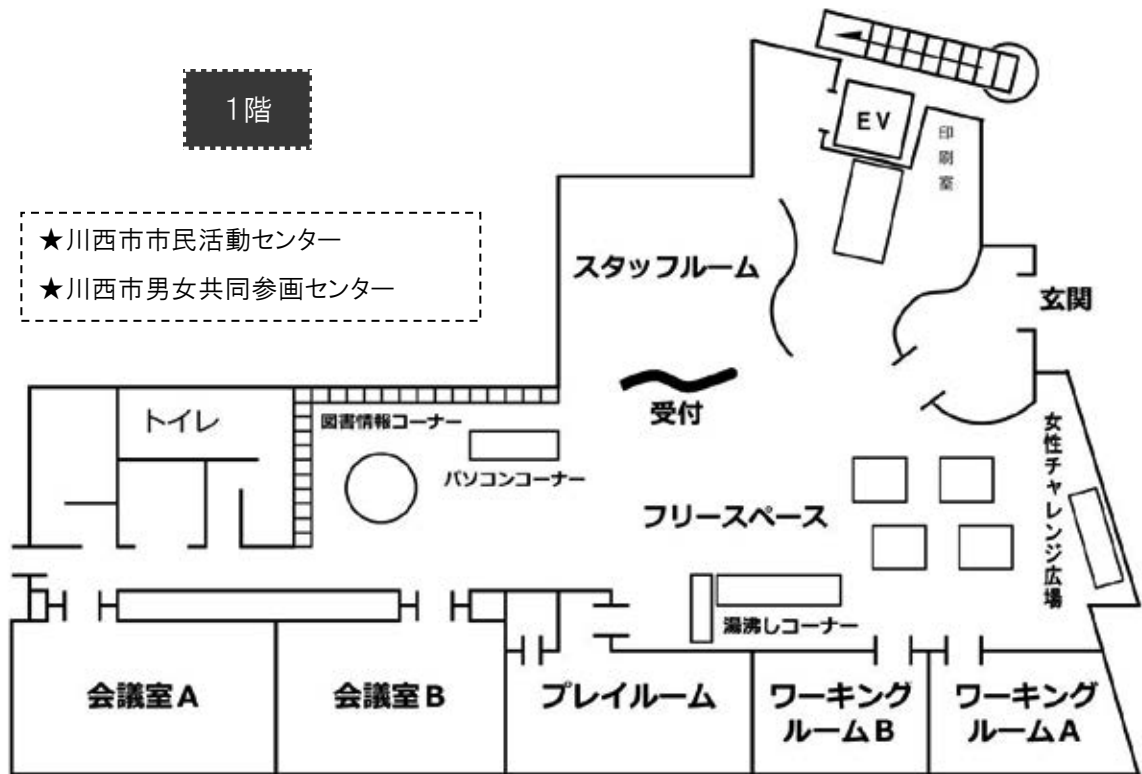 1階
★川西市市民活動センター
★川西市男女共同参画センター
EV
印刷室
スタッフルーム
玄関
受付
トイレ
図書情報コーナー
パソコンコーナー
フリースペース
女性チャレンジ広場
湯沸しコーナー
会議室A
会議室B
プレイルーム
ワーキング
ルームB
ワーキング
ルームA